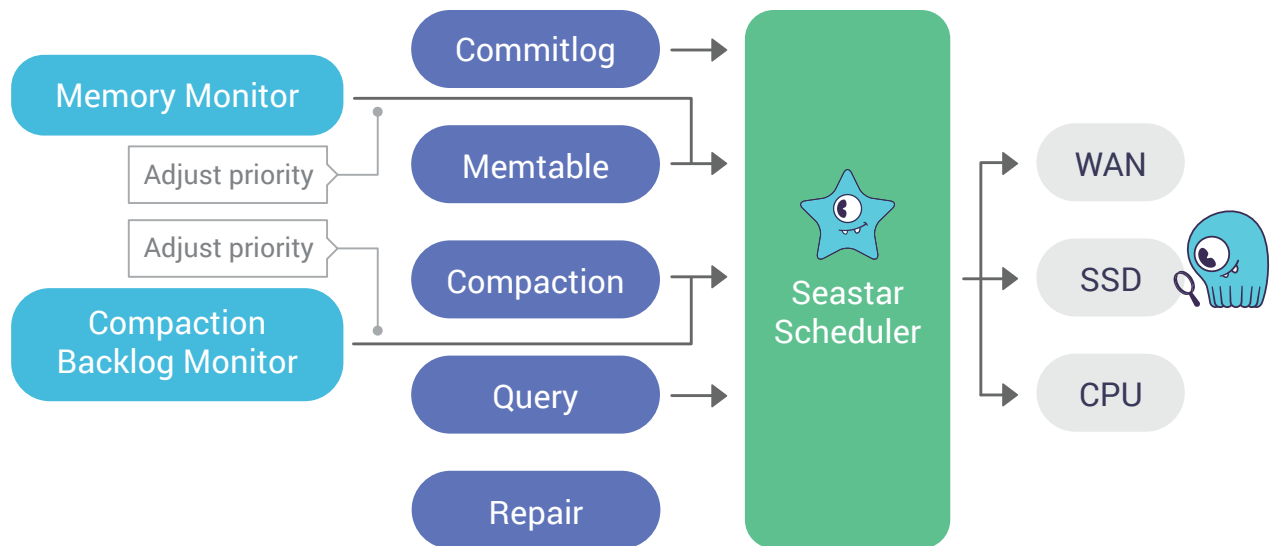 Commitlog
Memory Monitor
Adjust priority
Memtable
Adjust priority
Compaction
Compaction
Backlog Monitor
Query
Repair
Seastar
Scheduler
WAN
SSD
CPU